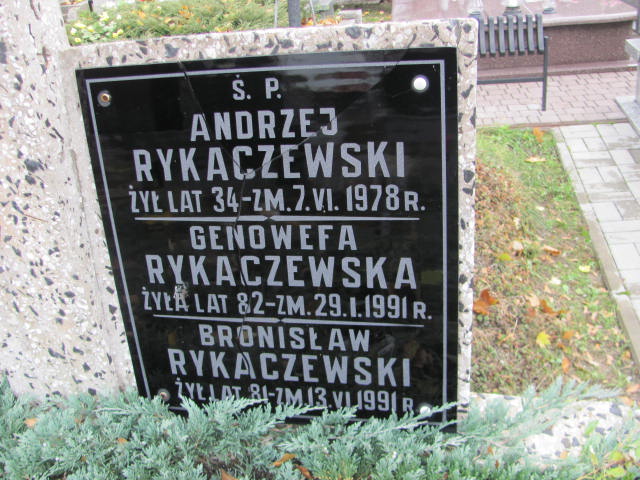 Ś. P.
ANDRZEJ
RYKACZEWSKI
ŻYŁ LAT 34-ZM. 7. VI. 1978 R.
GENOWEFA
RYKACZEWSKA
ŻYŁA LAT 82-ZM. 29. I. 1991 R.
BRONISŁAW
RYKACZEWSKI
ŻYŁ LAT 81-ZM 13 VI 1991 R